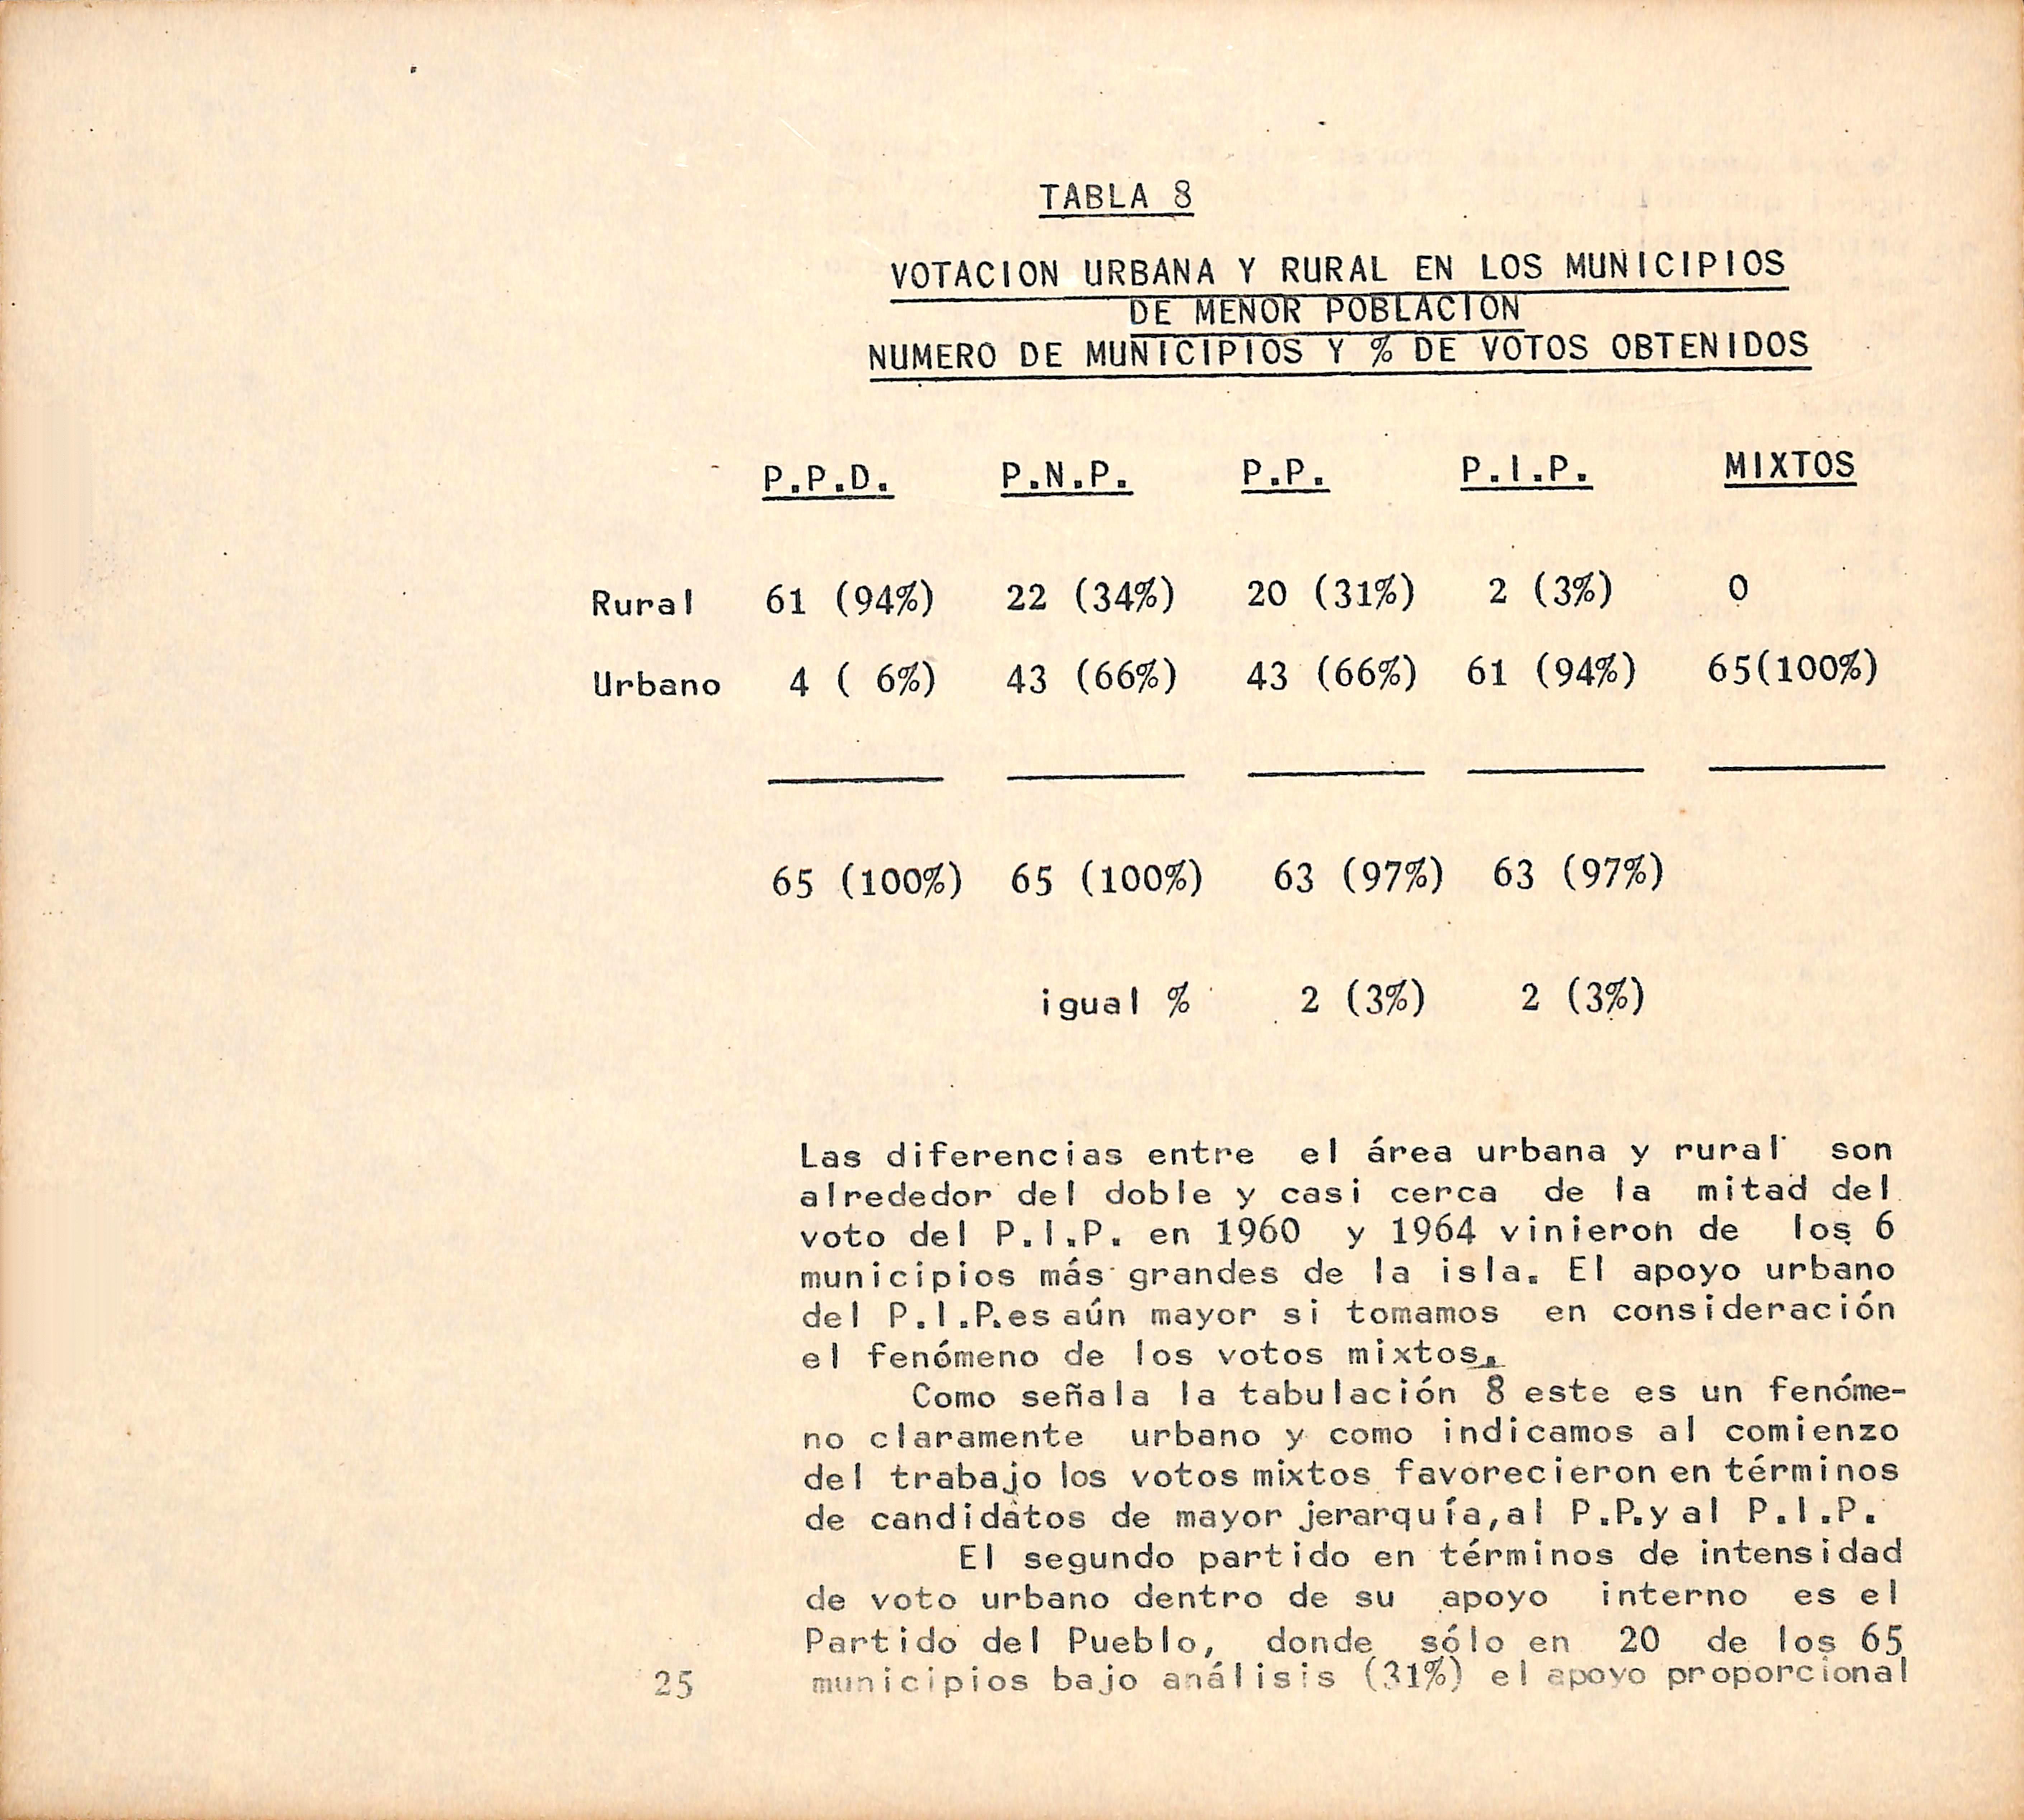 TABLA 8
VOTACION URBANA Y RURAL EN LOS MUNICIPIOS
DE MENOR POBLACION
NUMERO DE MUNICIPIOS Y % DE VOTOS OBTENIDOS
P.P.D. P.N.P. P.P. P.I.P. MIXTOS
Rural 61 (94%) 22 (34%) 20 (31%) 2 (3%) 0
Urbano 4 ( 6%) 43 (66%) 43 (66%) 61 (94%) 65(100%)
65 (100%) 65 (100%) 63 (97%) 63 (97%)
igual % 2 (3%) 2 (3%)
Las diferencias entre el área urbana y rural son
alrededor del doble y casi cerca de la mitad del
voto del P.I.P. en 1960 y 1964 vinieron de los 6
municipios más grandes de la isla. El apoyo urbano
del P.I.P. es aún mayor si tomamos en consideración
el fenómeno de los votos mixtos.
Como señala la tabulación 8 este es un fenóme-
no claramente urbano y como indicamos al comienzo
del trabajo los votos mixtos favorecieron en términos
de candidatos de mayor jerarquía, al P.P. y al P.I.P.
El segundo partido en términos de intensidad
de voto urbano dentro de su apoyo interno es el
Partido del Pueblo, donde sólo en 20 de los 65
municipios bajo análisis (31%) el apoyo proporcional
25